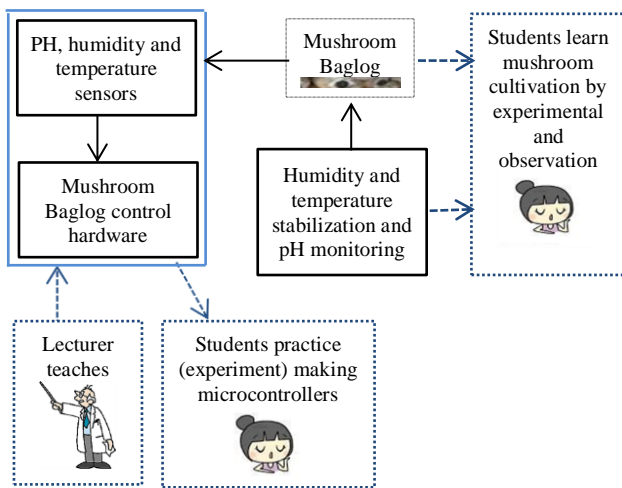 PH, humidity and
temperature
sensors
Mushroom
Baglog
Students learn
mushroom
cultivation by
experimental
and
observation
Mushroom
Baglog control
hardware
Humidity and
temperature
stabilization and
pH monitoring
Lecturer
teaches
Students practice
(experiment) making
microcontrollers